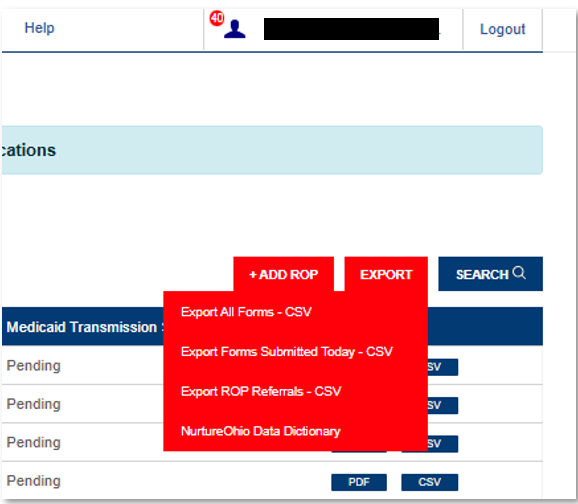 Help
40
Logout
cations
+ ADD ROP
EXPORT
SEARCH
Export All Forms - CSV
Export Forms Submitted Today - CSV
Export ROP Referrals - CSV
NurtureOhio Data Dictionary
Medicaid Transmission
Pending
SV
Pending
SV
Pending
SV
Pending
PDF
CSV